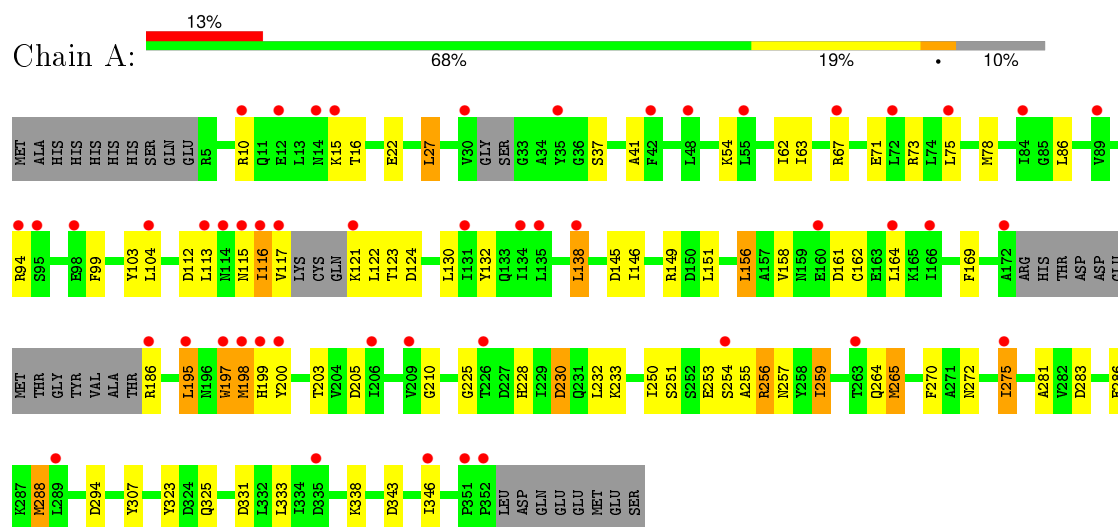 13%
Chain A:
68% 19% • 10%
MET ALA HIS HIS HIS HIS HIS HIS SER GLN GLU R5 R10 Q11 E12 L13 N14 K15 T16 E22 L27 V30 GLY SER G33 A34 Y35 G36 S37 A41 F42 L48 K54 L55 I62 I63 R67 E71 L72 R73 L74 L75 M78 I84 G85 L86 V89
R94 S95 E98 F99 Y103 L104 D112 L113 N114 N115 I116 V117 LYS CYS GLN K121 L122 T123 D124 L130 I131 Y132 Q133 I134 L135 L138 D145 I146 R149 D150 L151 L156 A157 V158 N159 E160 D161 C162 E163 L164 K165 I166 F169 A172 ARG HIS THR ASP ASP GLU
MET THR GLY TYR VAL ALA THR R186 L195 N196 W197 M198 H199 Y200 T203 V204 D205 I206 V209 G210 G225 T226 D227 H228 I229 D230 Q231 L232 K233 I250 S251 S252 E253 S254 A255 R256 N257 Y258 I259 T263 Q264 M265 F270 A271 N272 I275 A281 V282 D283
K287 M288 L289 D294 Y307 Y323 D324 Q325 D331 L332 L333 I334 D335 K338 D343 I346 P351 P352 LEU ASP GLN GLU GLU MET GLU SER